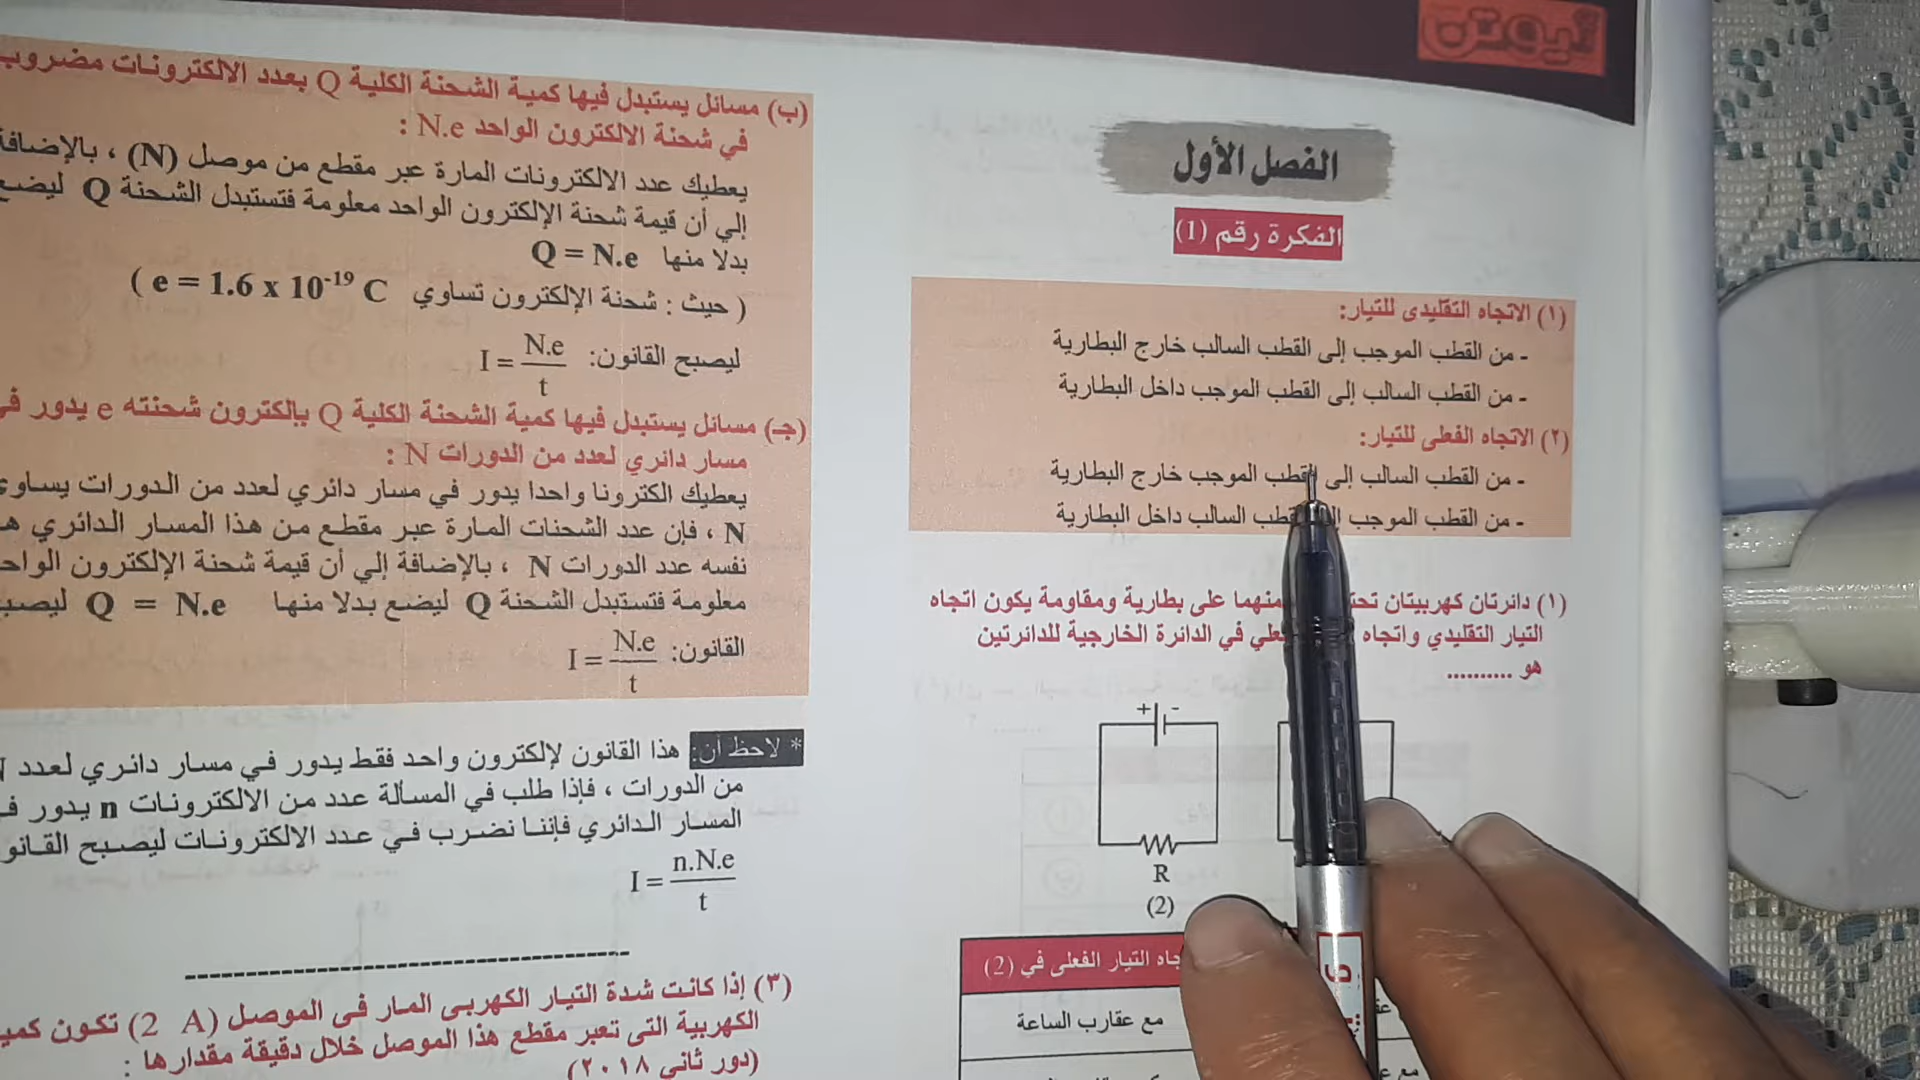 نيوتن
الفصل الأول
الفكرة رقم (1)
(١) الاتجاه التقليدى للتيار:
- من القطب الموجب إلى القطب السالب خارج البطارية
- من القطب السالب إلى القطب الموجب داخل البطارية
(٢) الاتجاه الفعلى للتيار:
- من القطب السالب إلى القطب الموجب خارج البطارية
- من القطب الموجب القطب السالب داخل البطارية
(١) دائرتان كهربيتان منهما على بطارية ومقاومة يكون اتجاه
التيار التقليدي واتجاه في الدائرة الخارجية للدائرتين
هو ..........
+ -
R
(2)
التيار الفعلى في (2)
مع عقارب الساعة
مع
(ب) مسائل يستبدل فيها كمية الشحنة الكلية Q بعدد الالكترونات
في شحنة الالكترون الواحد N.e :
يعطيك عدد الالكترونات المارة عبر مقطع من موصل (N) ، بالإضافة
إلي أن قيمة شحنة الإلكترون الواحد معلومة فتستبدل الشحنة Q
بدلا منها Q = N.e
( حيث : شحنة الإلكترون تساوي e = 1.6 x 10⁻¹⁹ C )
ليصبح القانون: I = N.e / t
(جـ) مسائل يستبدل فيها كمية الشحنة الكلية Q بإلكترون شحنته e يدور
مسار دائري لعدد من الدورات N :
يعطيك الكترونا واحدا يدور في مسار دائري لعدد من الدورات
N ، فإن عدد الشحنات المارة عبر مقطع من هذا المسار الدائري
نفسه عدد الدورات N ، بالإضافة إلي أن قيمة شحنة الإلكترون
معلومة فتستبدل الشحنة Q ليضع بدلا منها Q = N.e
القانون: I = N.e / t
* لاحظ أن: هذا القانون لإلكترون واحد فقط يدور في مسار دائري لعدد
من الدورات ، فإذا طلب في المسألة عدد من الالكترونات n يدور
المسار الدائري فإننا نضرب في عدد الالكترونات ليصبح
I = n.N.e / t
(٣) إذا كانت شدة التيار الكهربى المار فى الموصل (2 A) تكون
الكهربية التى تعبر مقطع هذا الموصل خلال دقيقة مقدارها :
(دور ثانى ٢٠١٨)